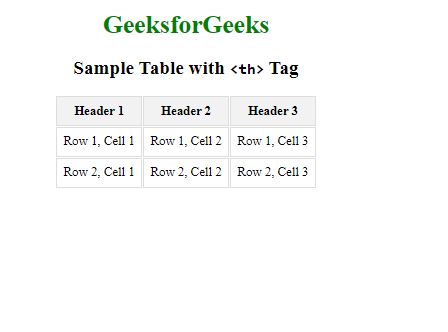 GeeksforGeeks
Sample Table with <th> Tag
Header 1 Header 2 Header 3
Row 1, Cell 1 Row 1, Cell 2 Row 1, Cell 3
Row 2, Cell 1 Row 2, Cell 2 Row 2, Cell 3